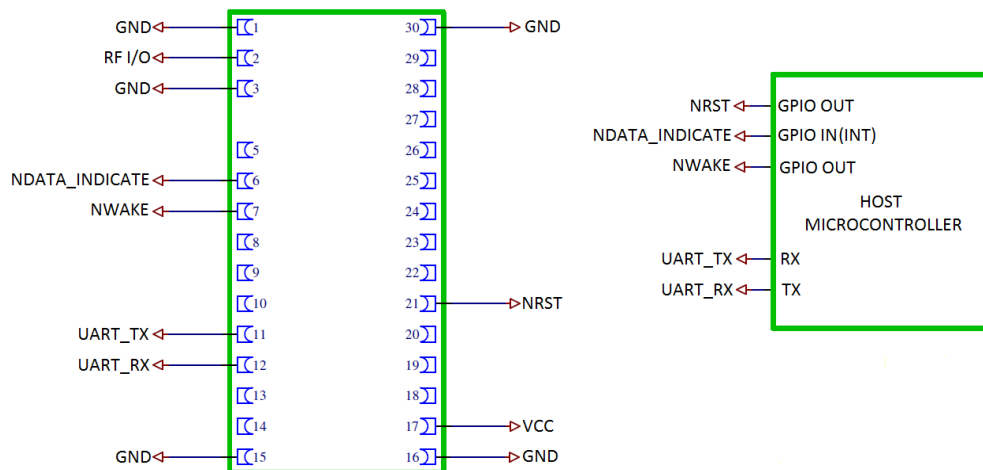 GND 1 30 GND
RF I/O 2 29
GND 3 28
27
5 26
NDATA_INDICATE 6 25
NWAKE 7 24
8 23
9 22
10 21 NRST
UART_TX 11 20
UART_RX 12 19
13 18
14 17 VCC
GND 15 16 GND
NRST GPIO OUT
NDATA_INDICATE GPIO IN(INT)
NWAKE GPIO OUT
HOST
MICROCONTROLLER
UART_TX RX
UART_RX TX